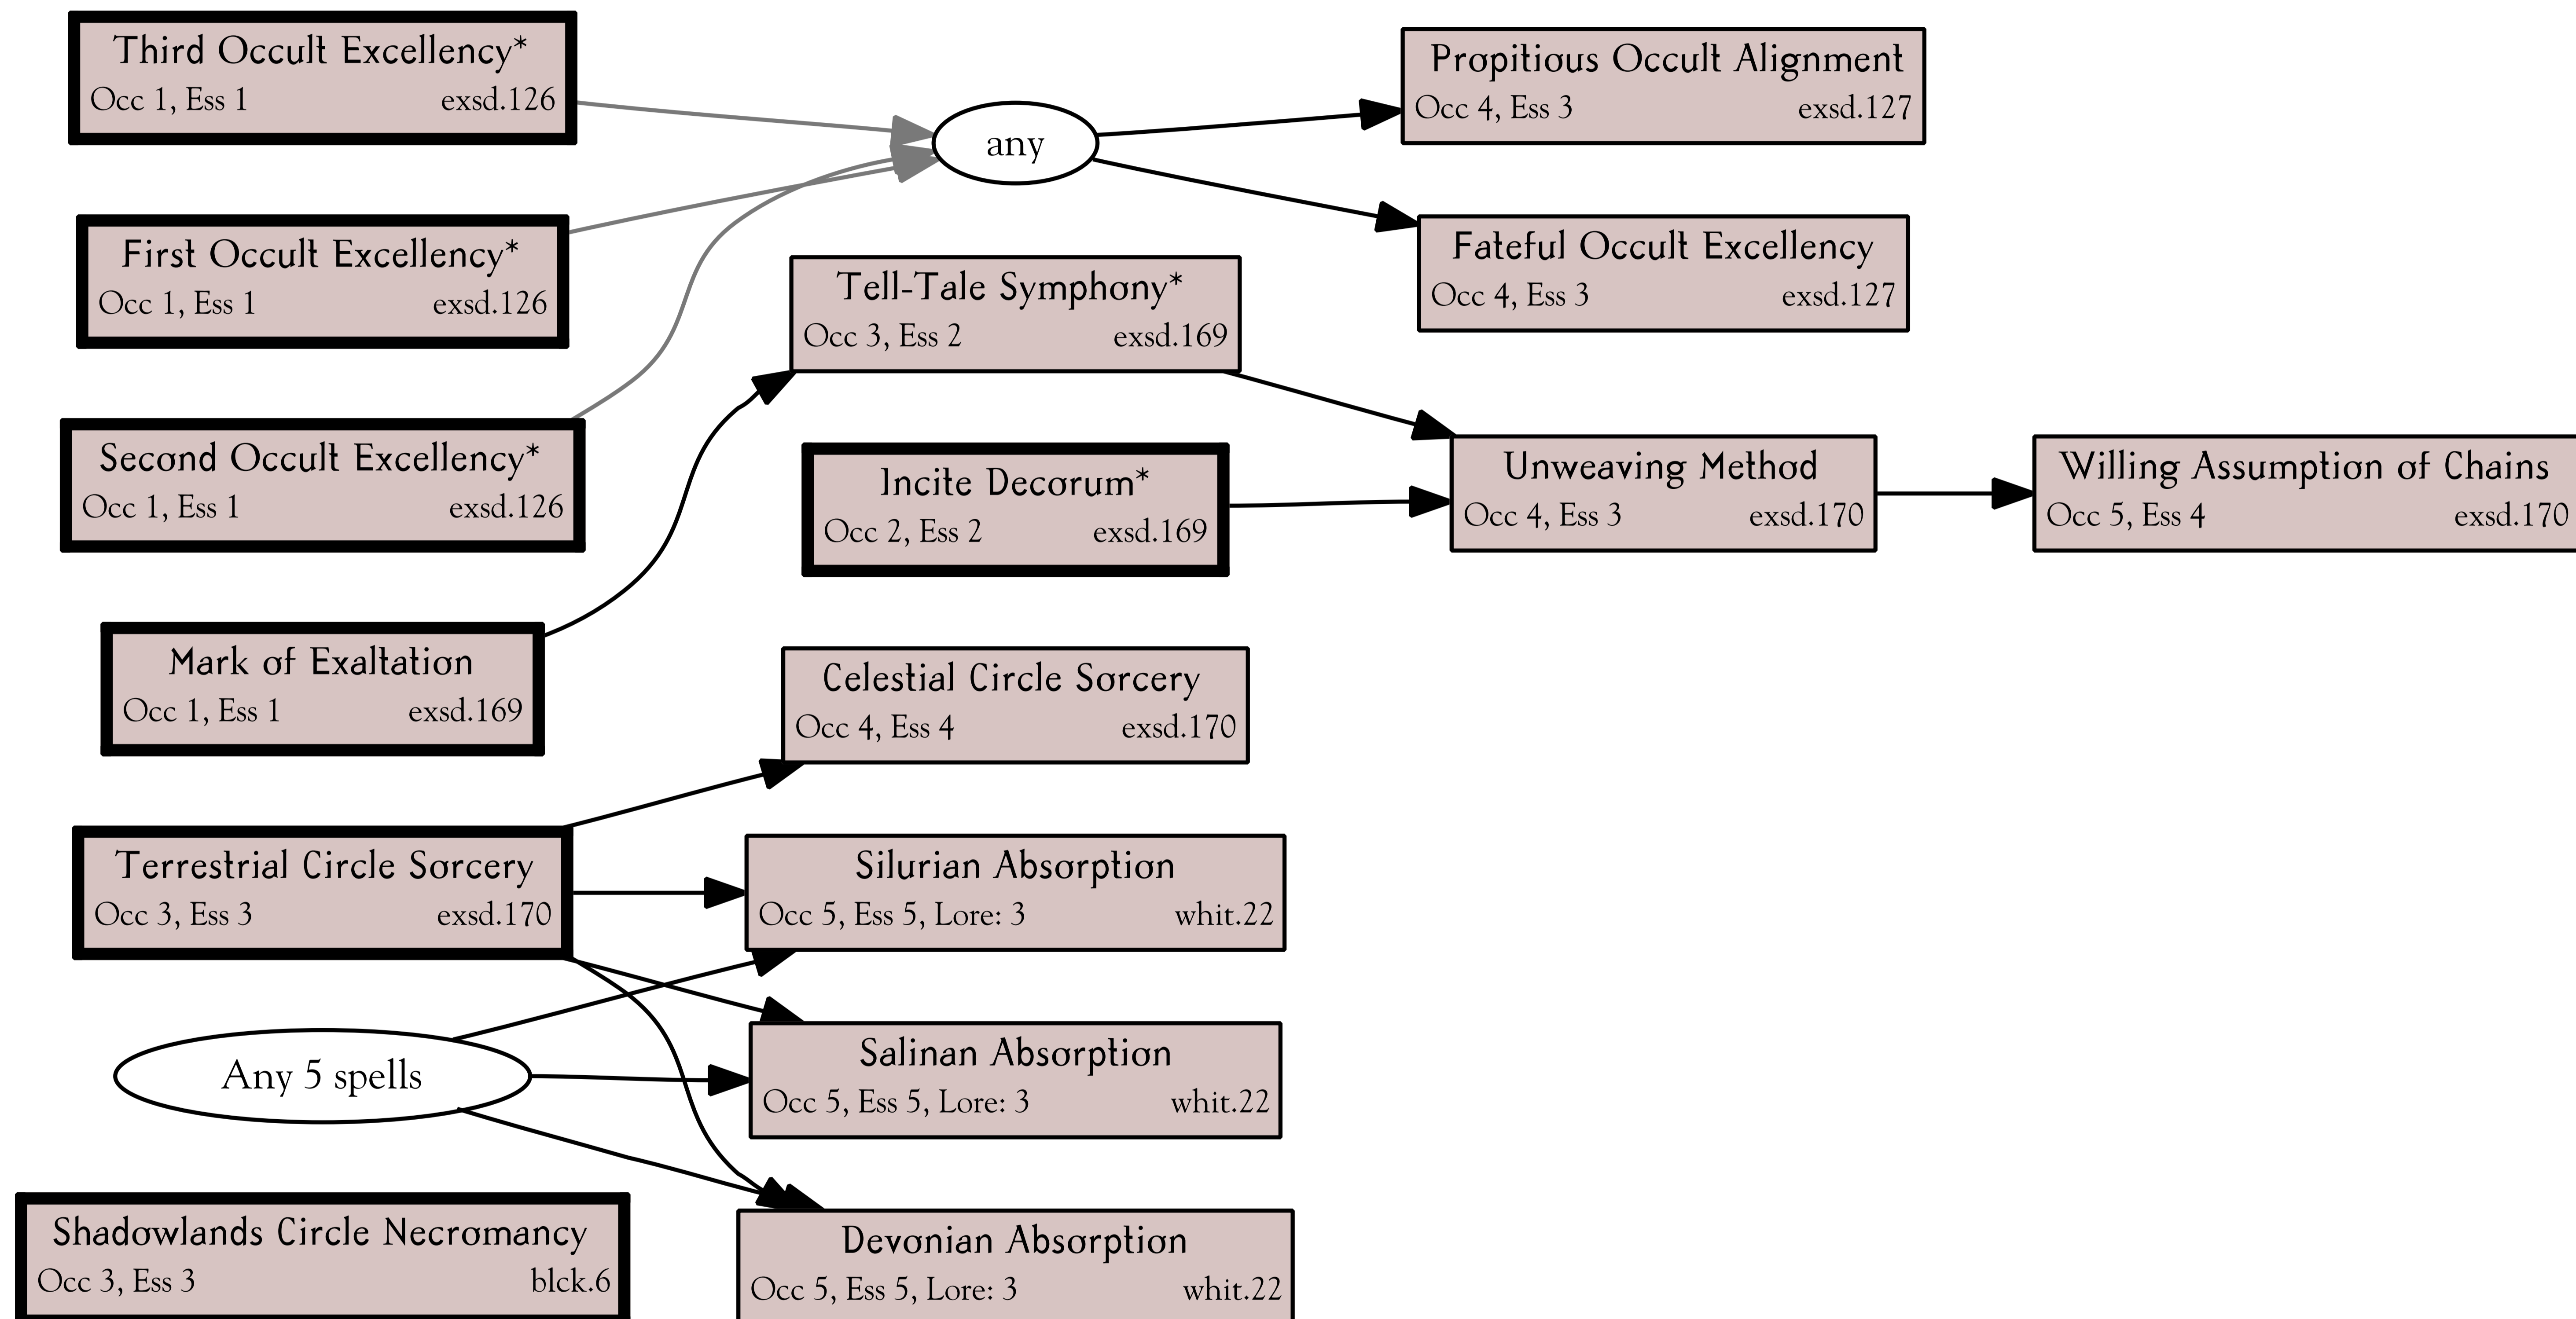 Third Occult Excellency*
Occ 1, Ess 1 exsd.126
First Occult Excellency*
Occ 1, Ess 1 exsd.126
Second Occult Excellency*
Occ 1, Ess 1 exsd.126
Mark of Exaltation
Occ 1, Ess 1 exsd.169
Terrestrial Circle Sorcery
Occ 3, Ess 3 exsd.170
Any 5 spells
Shadowlands Circle Necromancy
Occ 3, Ess 3 blck.6
any
Tell-Tale Symphony*
Occ 3, Ess 2 exsd.169
Incite Decorum*
Occ 2, Ess 2 exsd.169
Celestial Circle Sorcery
Occ 4, Ess 4 exsd.170
Silurian Absorption
Occ 5, Ess 5, Lore: 3 whit.22
Salinan Absorption
Occ 5, Ess 5, Lore: 3 whit.22
Devonian Absorption
Occ 5, Ess 5, Lore: 3 whit.22
Propitious Occult Alignment
Occ 4, Ess 3 exsd.127
Fateful Occult Excellency
Occ 4, Ess 3 exsd.127
Unweaving Method
Occ 4, Ess 3 exsd.170
Willing Assumption of Chains
Occ 5, Ess 4 exsd.170